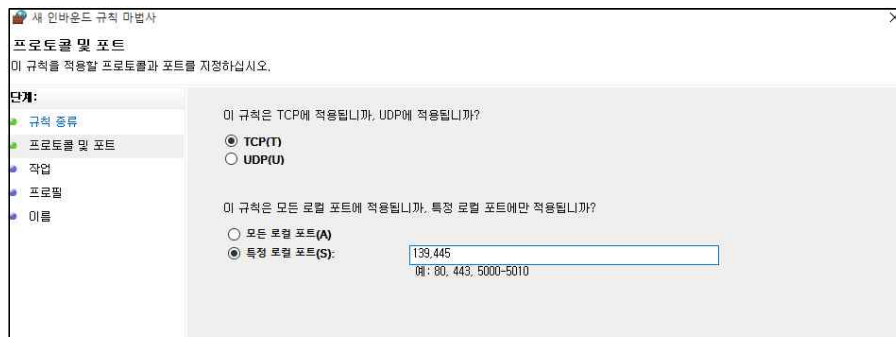 새 인바운드 규칙 마법사
프로토콜 및 포트
이 규칙을 적용할 프로토콜과 포트를 지정하십시오.
단계:
규칙 종류
프로토콜 및 포트
작업
프로필
이름
이 규칙은 TCP에 적용됩니까, UDP에 적용됩니까?
TCP(T)
UDP(U)
이 규칙은 모든 로컬 포트에 적용됩니까, 특정 로컬 포트에만 적용됩니까?
모든 로컬 포트(A)
특정 로컬 포트(S): 139,445
예: 80, 443, 5000-5010